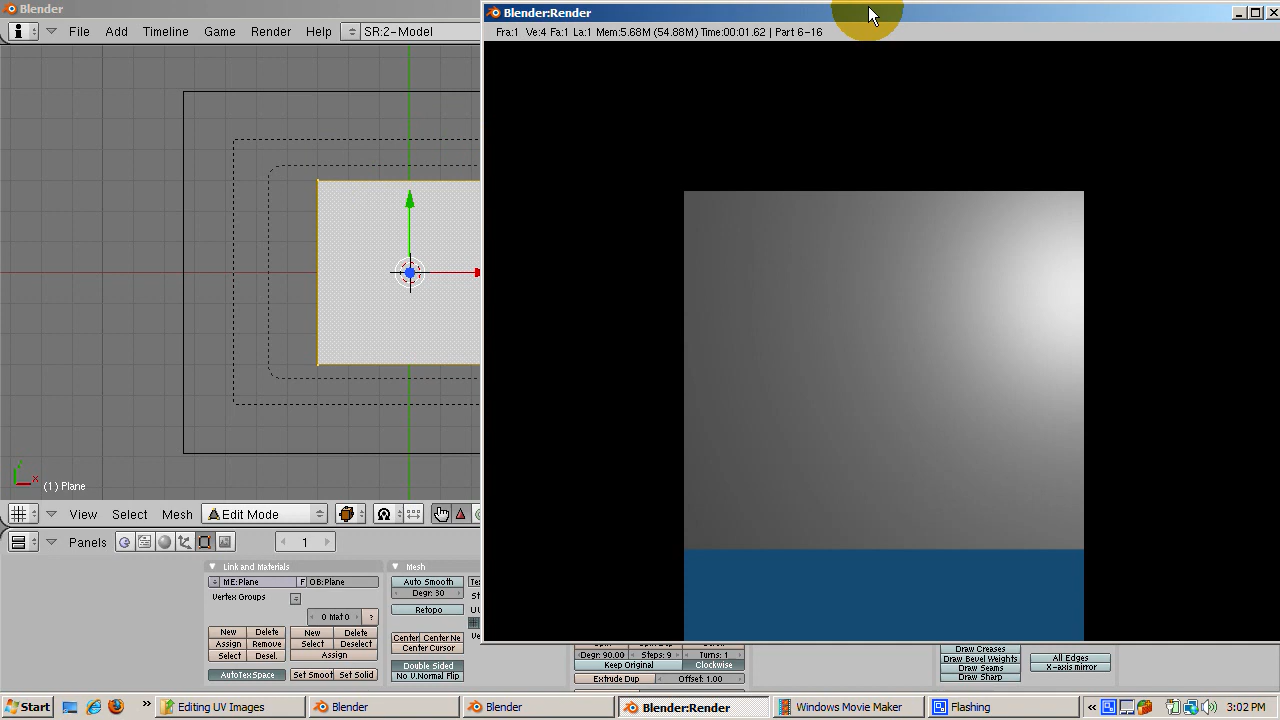 Blender
File Add Timeline Game Render Help SR:2-Model
Blender:Render
Fra:1 Ve:4 Fa:1 La:1 Mem:5.68M (54.88M) Time:00:01.62 | Part 6-16
(1) Plane
View Select Mesh Edit Mode
Panels 1
Link and Materials
ME:Plane F OB:Plane
Vertex Groups
0 Mat 0 ?
New Delete New Delete
Assign Remove Select Deselect
Select Desel. Assign
AutoTexSpace Set Smoot Set Solid
Mesh
Auto Smooth
Degr: 30
Retopo
Center Center Ne
Center Cursor
Double Sided
No V.Normal Flip
Degr: 90.00 Steps: 9 Turns: 1
Keep Original Clockwise
Extrude Dup Offset: 1.00
Draw Creases
Draw Bevel Weights
Draw Seams
Draw Sharp
All Edges
X-axis mirror
Start Editing UV Images Blender Blender Blender:Render Windows Movie Maker Flashing 3:02 PM